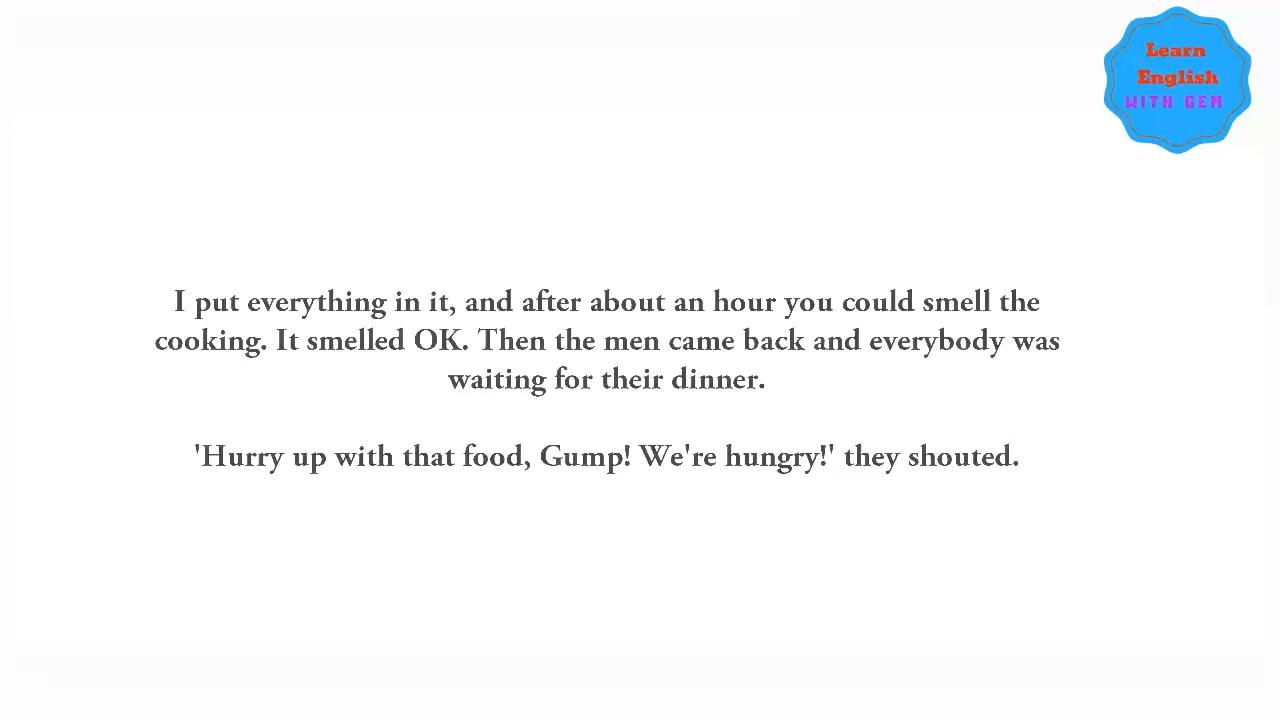 Learn
English
WITH GEM
I put everything in it, and after about an hour you could smell the
cooking. It smelled OK. Then the men came back and everybody was
waiting for their dinner.
'Hurry up with that food, Gump! We're hungry!' they shouted.